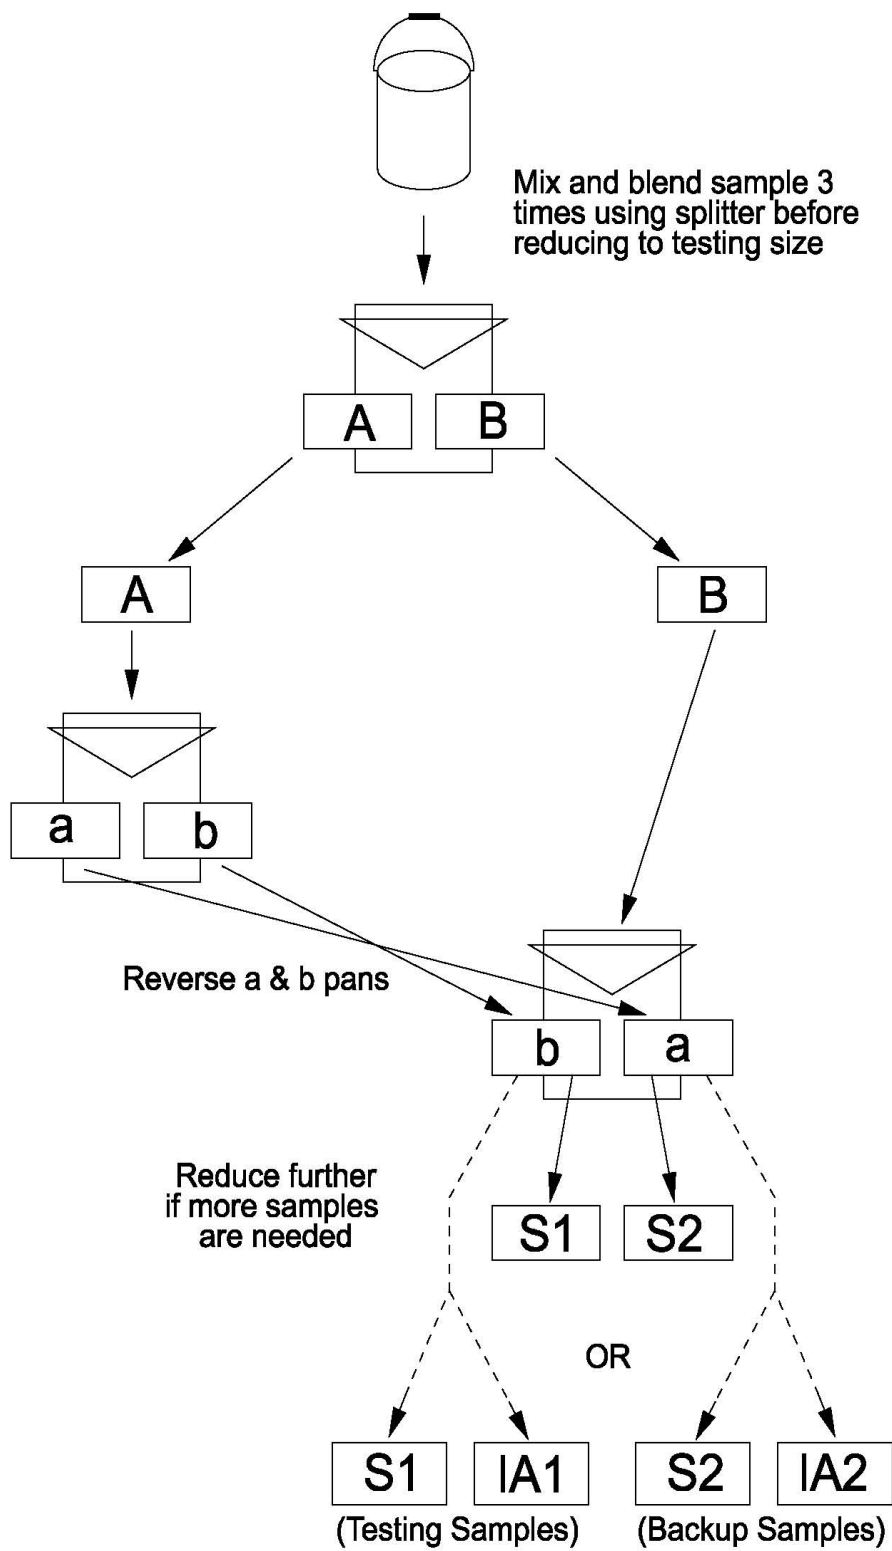 Mix and blend sample 3
times using splitter before
reducing to testing size
A
B
A
B
a
b
Reverse a & b pans
b
a
Reduce further
if more samples
are needed
S1
S2
OR
S1
IA1
S2
IA2
(Testing Samples)
(Backup Samples)